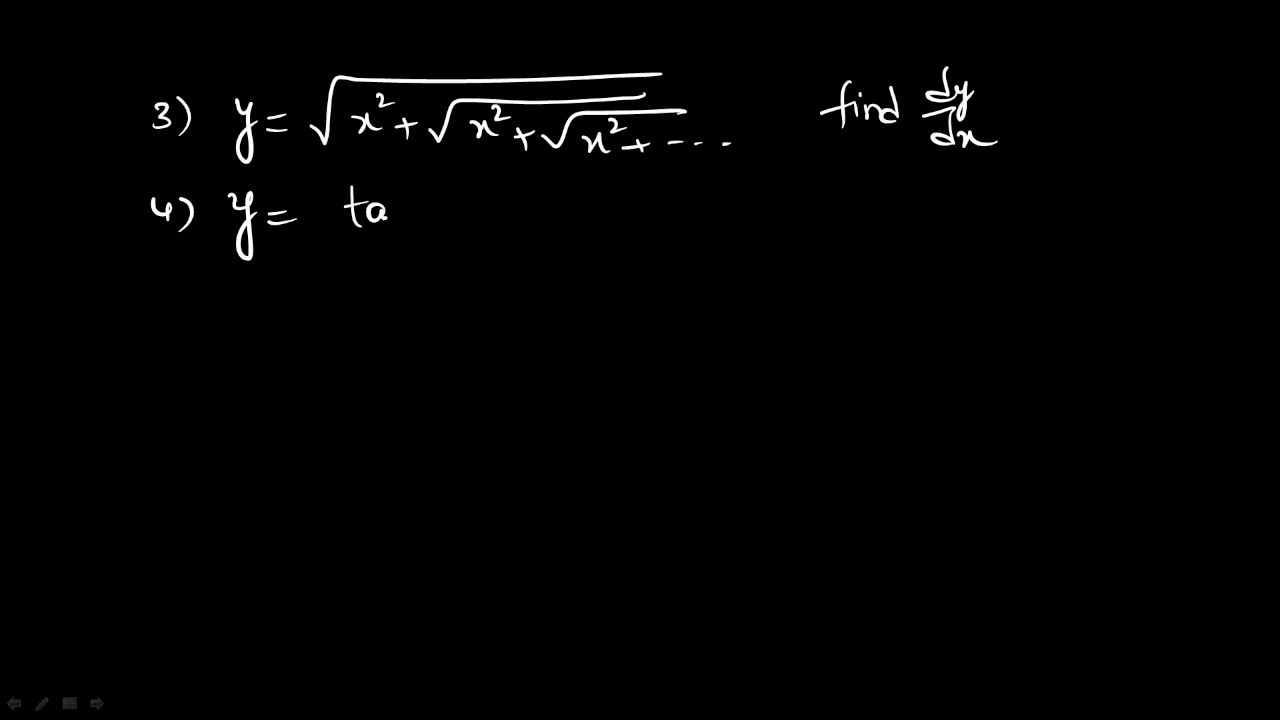 3) y = √(x² + √(x² + √(x² + ---- find dy/dx
4) y = ta